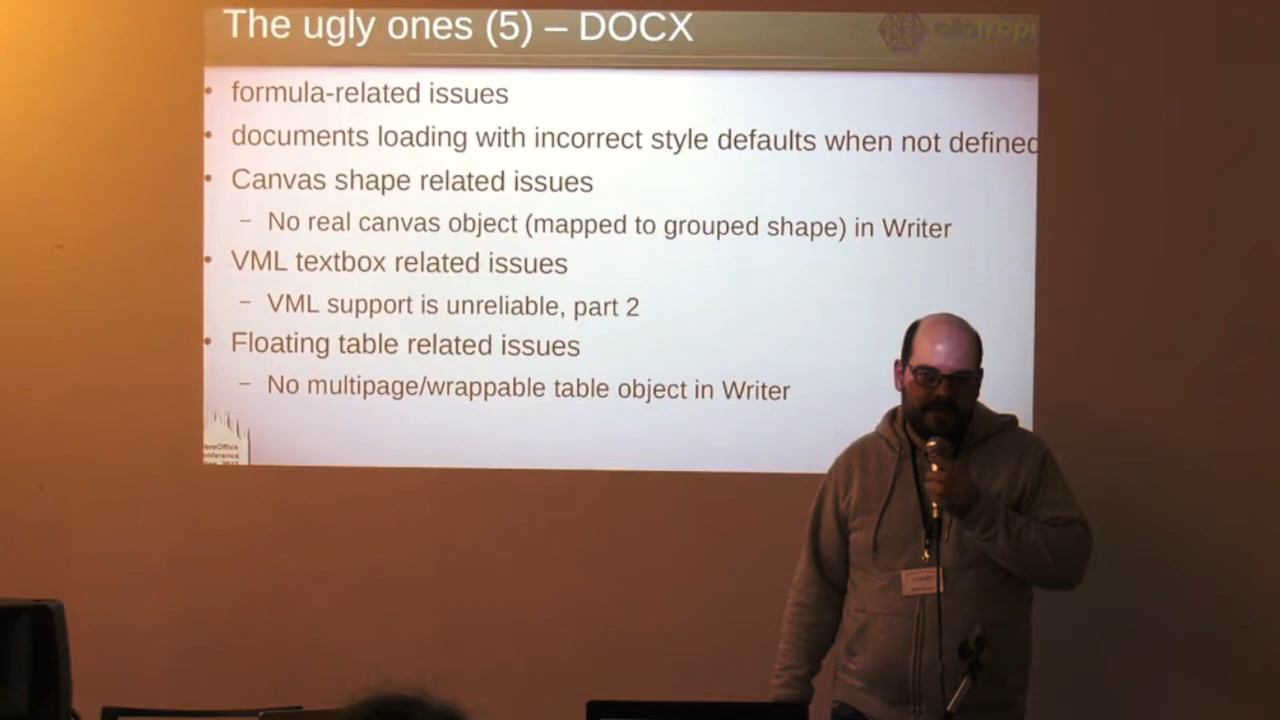 The ugly ones (5) – DOCX
• formula-related issues
• documents loading with incorrect style defaults when not defined
• Canvas shape related issues
– No real canvas object (mapped to grouped shape) in Writer
• VML textbox related issues
– VML support is unreliable, part 2
• Floating table related issues
– No multipage/wrappable table object in Writer
breOffice
onference